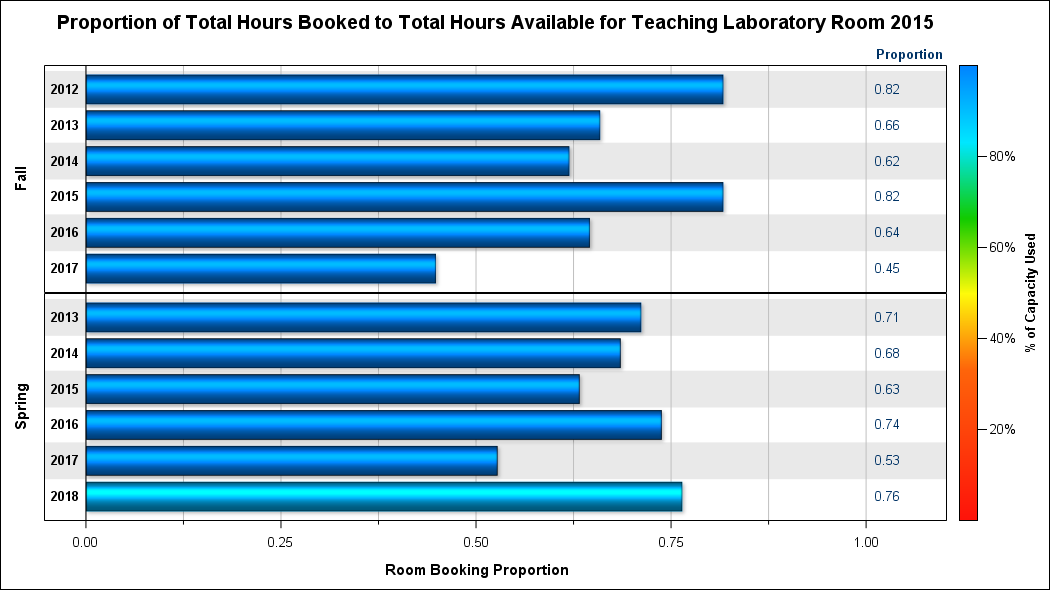 Proportion of Total Hours Booked to Total Hours Available for Teaching Laboratory Room 2015
Proportion
Fall
2012 0.82
2013 0.66
2014 0.62
2015 0.82
2016 0.64
2017 0.45
Spring
2013 0.71
2014 0.68
2015 0.63
2016 0.74
2017 0.53
2018 0.76
0.00 0.25 0.50 0.75 1.00
Room Booking Proportion
80%
60%
40%
20%
% of Capacity Used